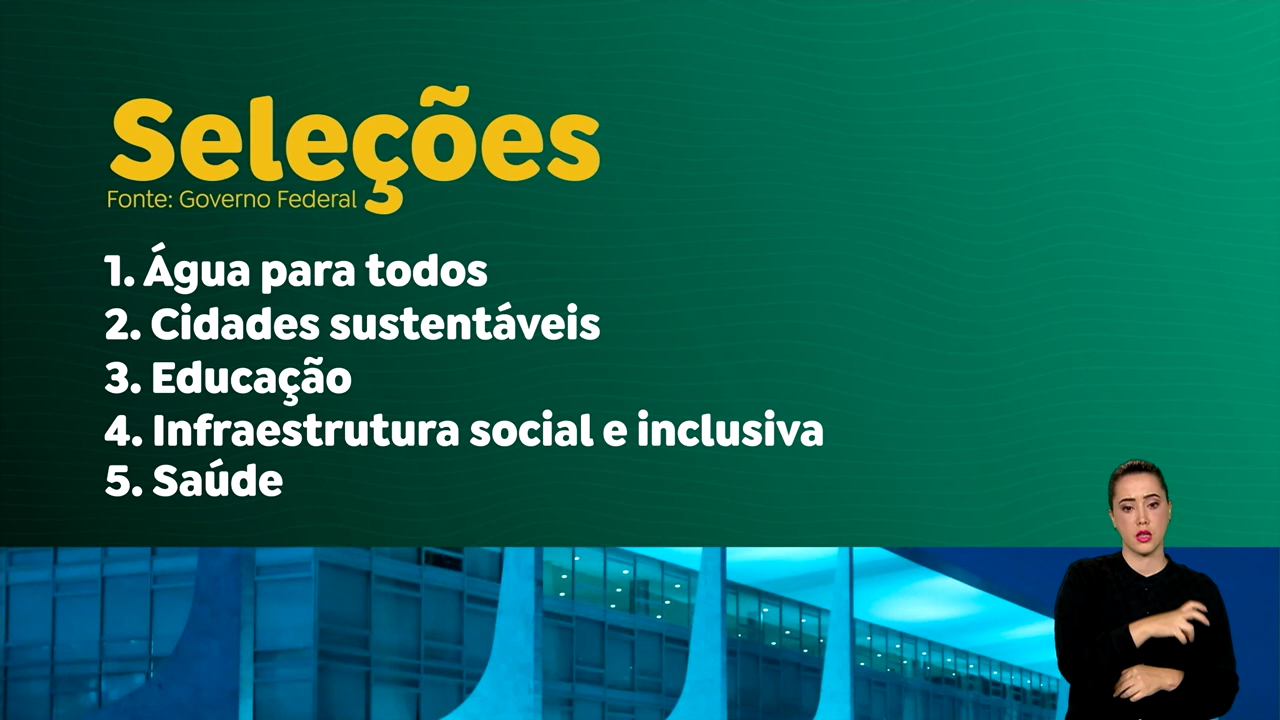 Seleções
Fonte: Governo Federal
1. Água para todos
2. Cidades sustentáveis
3. Educação
4. Infraestrutura social e inclusiva
5. Saúde